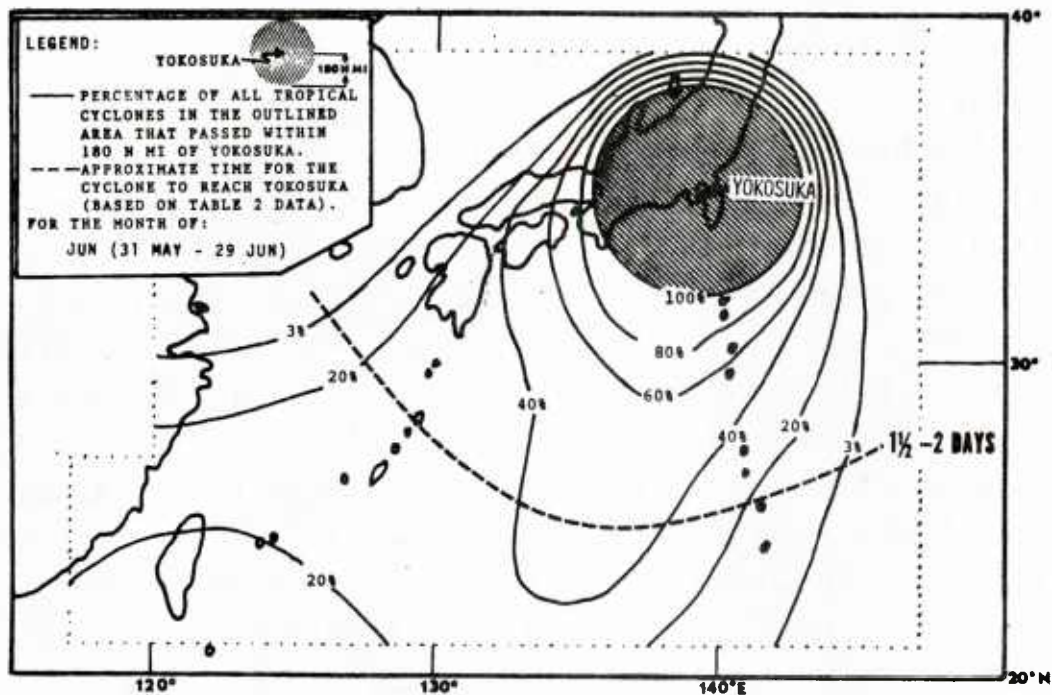 LEGEND:
YOKOSUKA
180 N MI
PERCENTAGE OF ALL TROPICAL
CYCLONES IN THE OUTLINED
AREA THAT PASSED WITHIN
180 N MI OF YOKOSUKA.
APPROXIMATE TIME FOR THE
CYCLONE TO REACH YOKOSUKA
(BASED ON TABLE 2 DATA).
FOR THE MONTH OF:
JUN (31 MAY - 29 JUN)
40°
YOKOSUKA
100%
3%
80%
30°
20%
60%
40%
40%
20%
3%
1½ -2 DAYS
20%
120°
130°
140°E
20°N